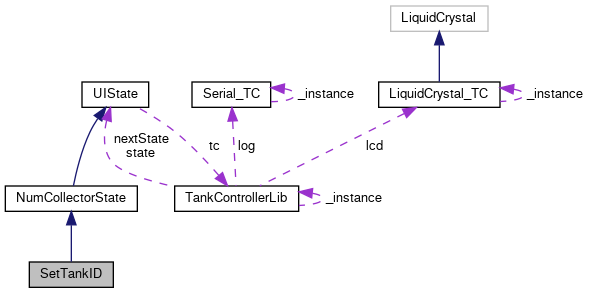 LiquidCrystal
UIState
Serial_TC
_instance
LiquidCrystal_TC
_instance
nextState
state
tc
log
lcd
NumCollectorState
TankControllerLib
_instance
SetTankID